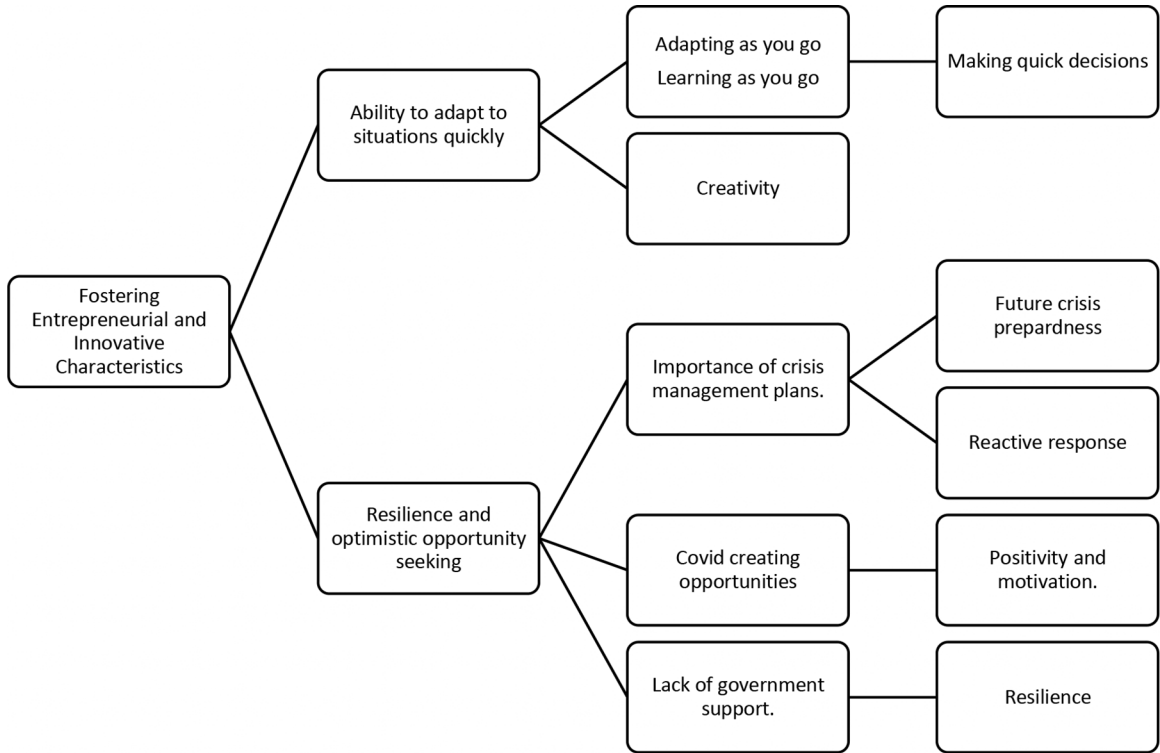 Adapting as you go
Learning as you go
Making quick decisions
Ability to adapt to
situations quickly
Creativity
Fostering
Entrepreneurial and
Innovative
Characteristics
Future crisis
prepardness
Importance of crisis
management plans.
Reactive response
Resilience and
optimistic opportunity
seeking
Covid creating
opportunities
Positivity and
motivation.
Lack of government
support.
Resilience